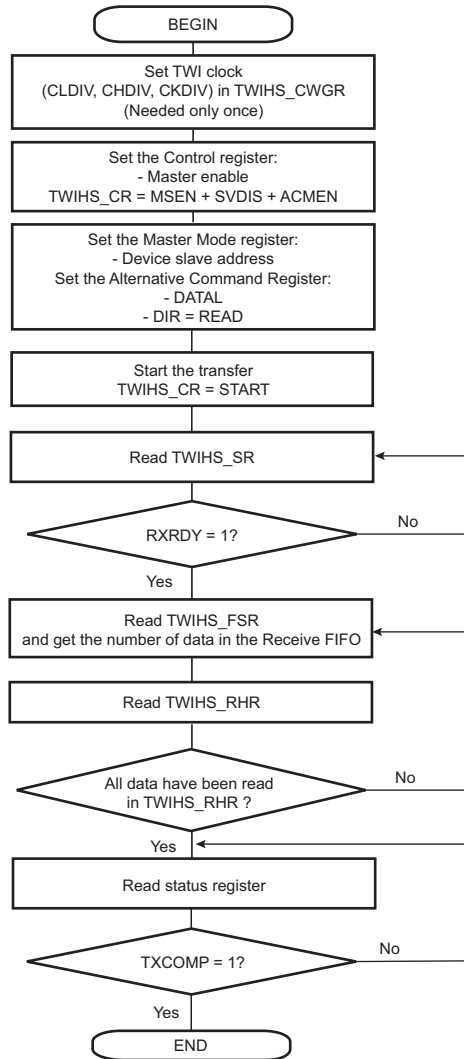 BEGIN
Set TWI clock
(CLDIV, CHDIV, CKDIV) in TWIHS_CWGR
(Needed only once)
Set the Control register:
- Master enable
TWIHS_CR = MSEN + SVDIS + ACMEN
Set the Master Mode register:
- Device slave address
Set the Alternative Command Register:
- DATAL
- DIR = READ
Start the transfer
TWIHS_CR = START
Read TWIHS_SR
RXRDY = 1?
No
Yes
Read TWIHS_FSR
and get the number of data in the Receive FIFO
Read TWIHS_RHR
All data have been read
in TWIHS_RHR ?
No
Yes
Read status register
TXCOMP = 1?
No
Yes
END